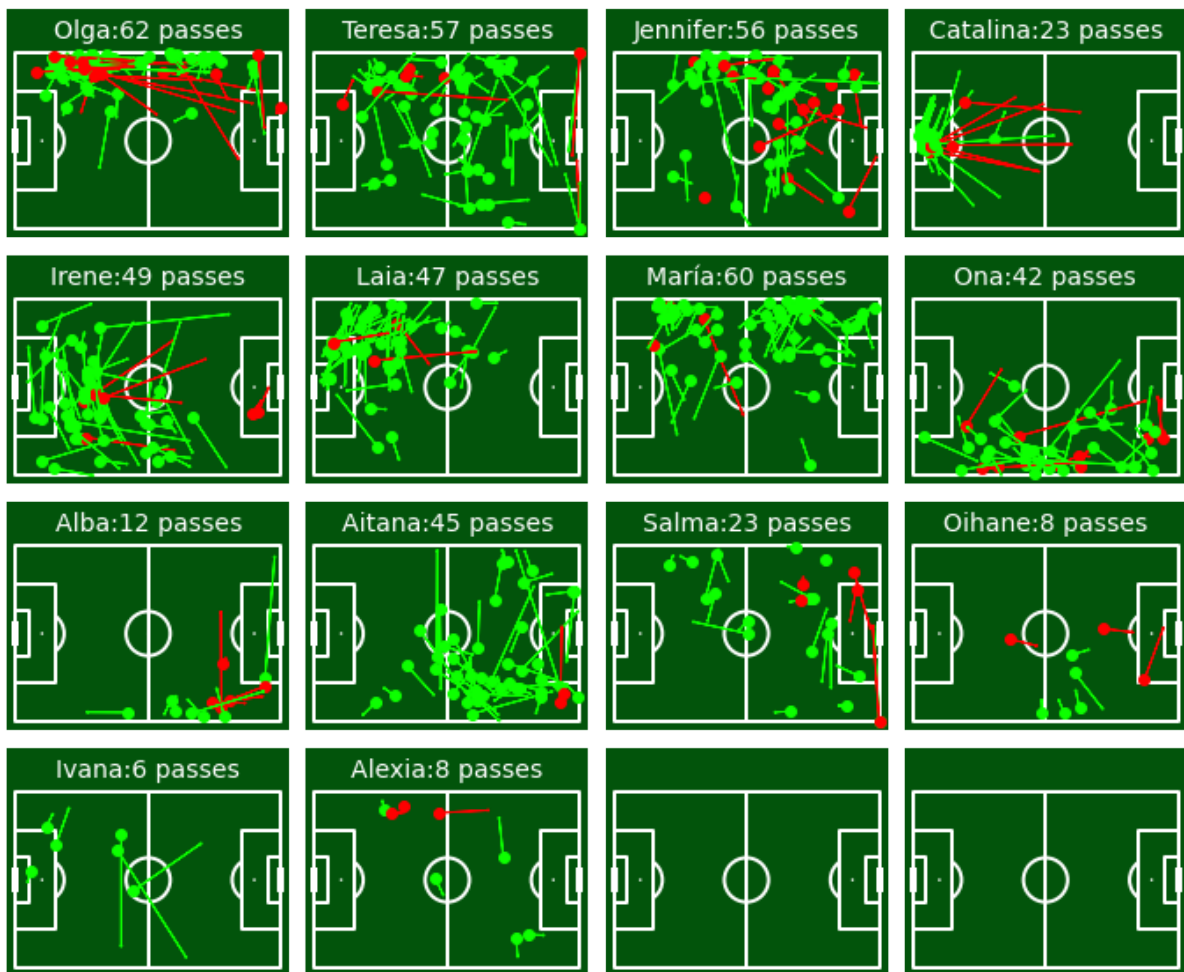 Olga:62 passes
Teresa:57 passes
Jennifer:56 passes
Catalina:23 passes
Irene:49 passes
Laia:47 passes
María:60 passes
Ona:42 passes
Alba:12 passes
Aitana:45 passes
Salma:23 passes
Oihane:8 passes
Ivana:6 passes
Alexia:8 passes